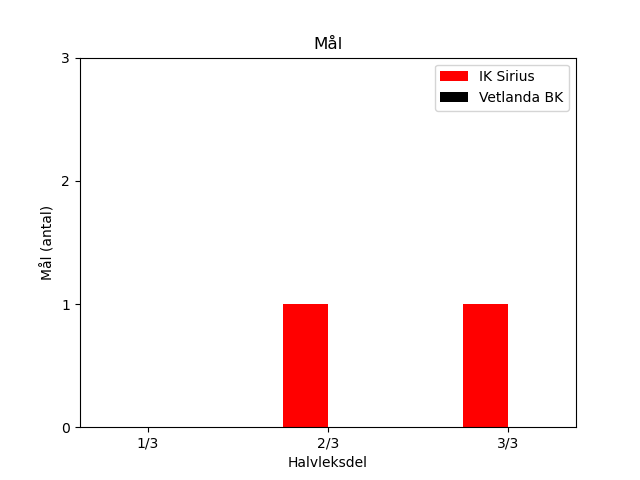 Mål
IK Sirius
Vetlanda BK
3
2
1
0
Mål (antal)
1/3 2/3 3/3
Halvleksdel